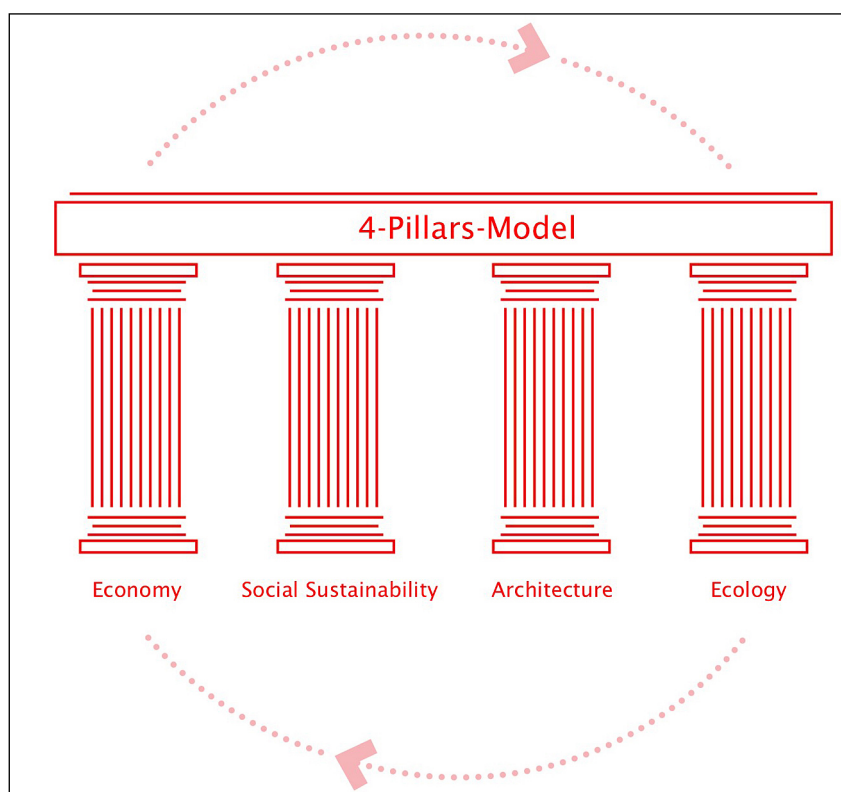 4-Pillars-Model
Economy
Social Sustainability
Architecture
Ecology